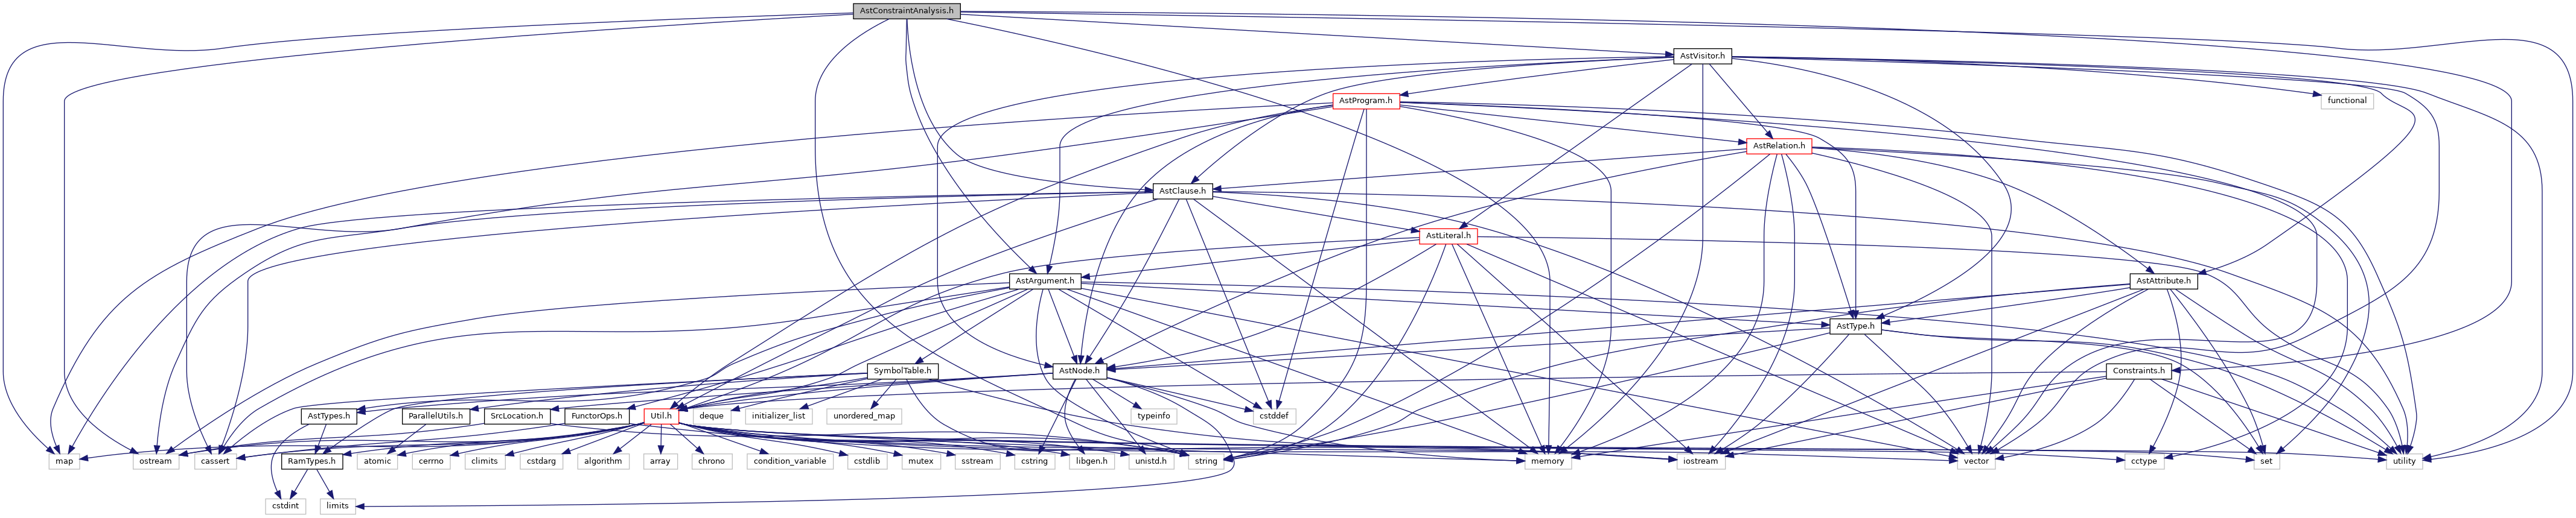 AstConstraintAnalysis.h
AstVisitor.h
AstProgram.h
functional
AstRelation.h
AstClause.h
AstLiteral.h
AstArgument.h
AstAttribute.h
AstType.h
SymbolTable.h
AstNode.h
Constraints.h
AstTypes.h
ParallelUtils.h
SrcLocation.h
FunctorOps.h
Util.h
deque
initializer_list
unordered_map
typeinfo
cstddef
map
ostream
cassert
RamTypes.h
atomic
cerrno
climits
cstdarg
algorithm
array
chrono
condition_variable
cstdlib
mutex
sstream
cstring
libgen.h
unistd.h
string
memory
iostream
vector
cctype
set
utility
cstdint
limits